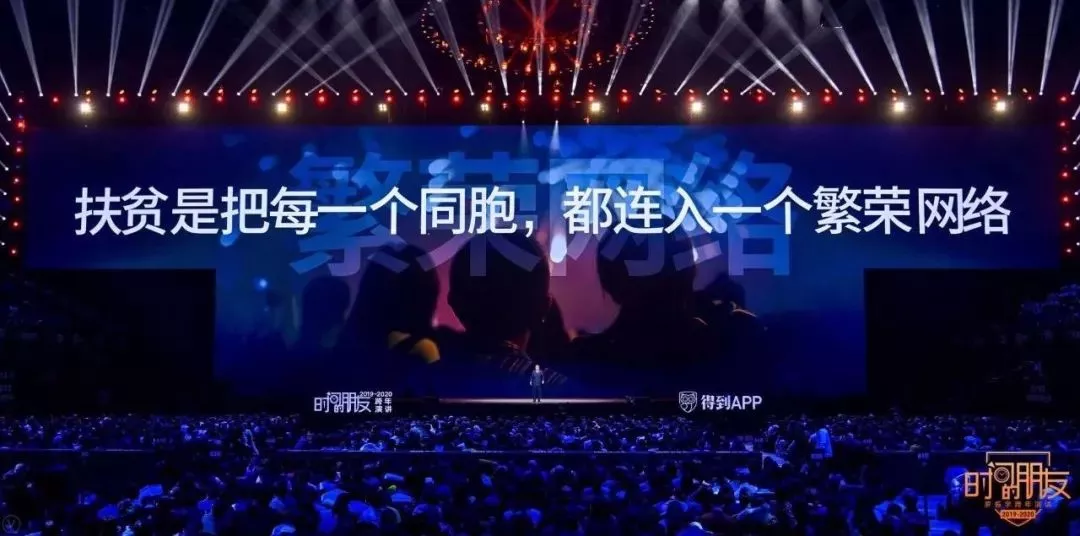 繁荣网络
扶贫是把每一个同胞，都连入一个繁荣网络
时间的朋友
2019-2020
跨年
演讲
得到APP
时间的朋友
罗振宇跨年演讲
2019-2020